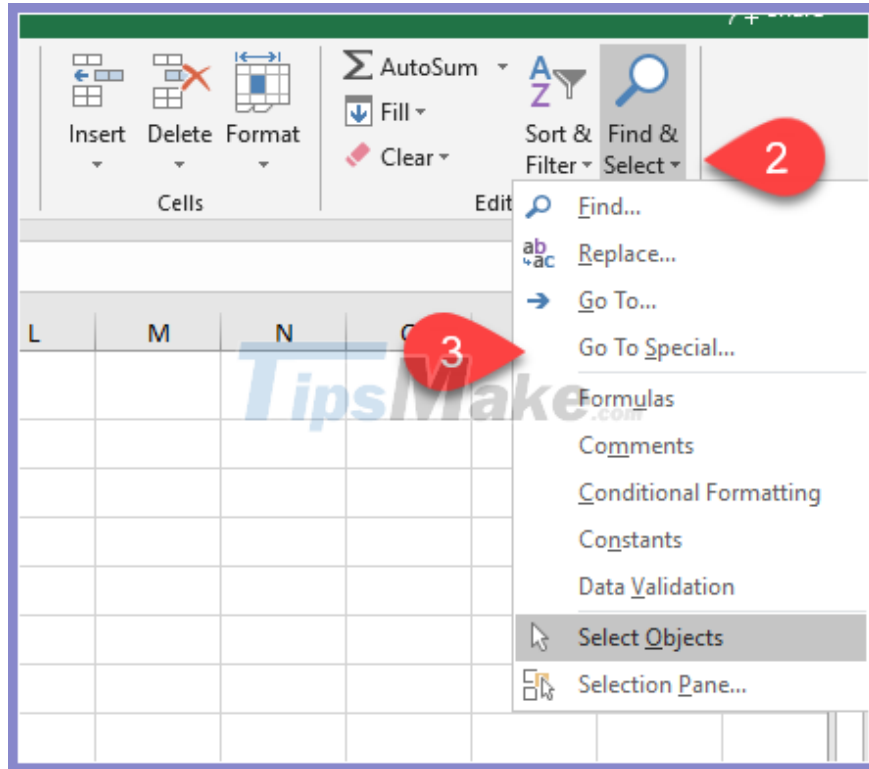 Share
Insert Delete Format
Cells
AutoSum
Fill
Clear
Sort & Filter
Find & Select
2
Edit
Find...
Replace...
Go To...
Go To Special...
Formulas
Comments
Conditional Formatting
Constants
Data Validation
Select Objects
Selection Pane...
L M N
3
TipsMake.com